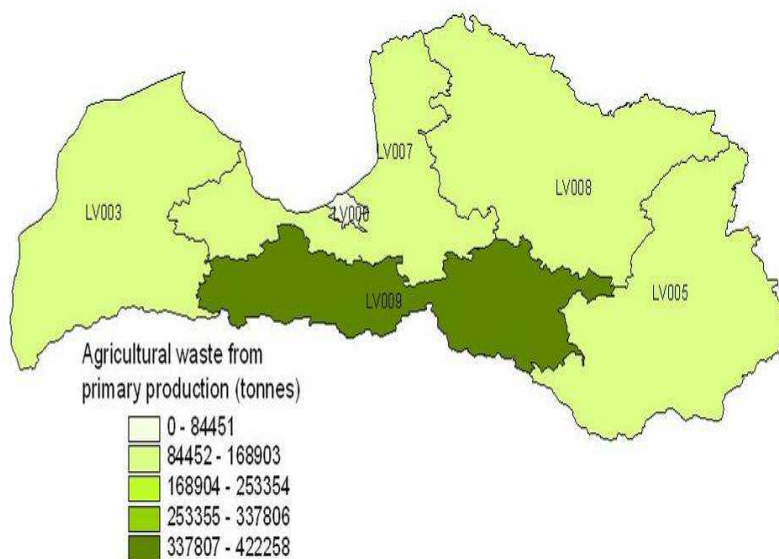 LV007
LV008
LV003
LV006
LV005
LV009
Agricultural waste from
primary production (tonnes)
0 - 84451
84452 - 168903
168904 - 253354
253355 - 337806
337807 - 422258